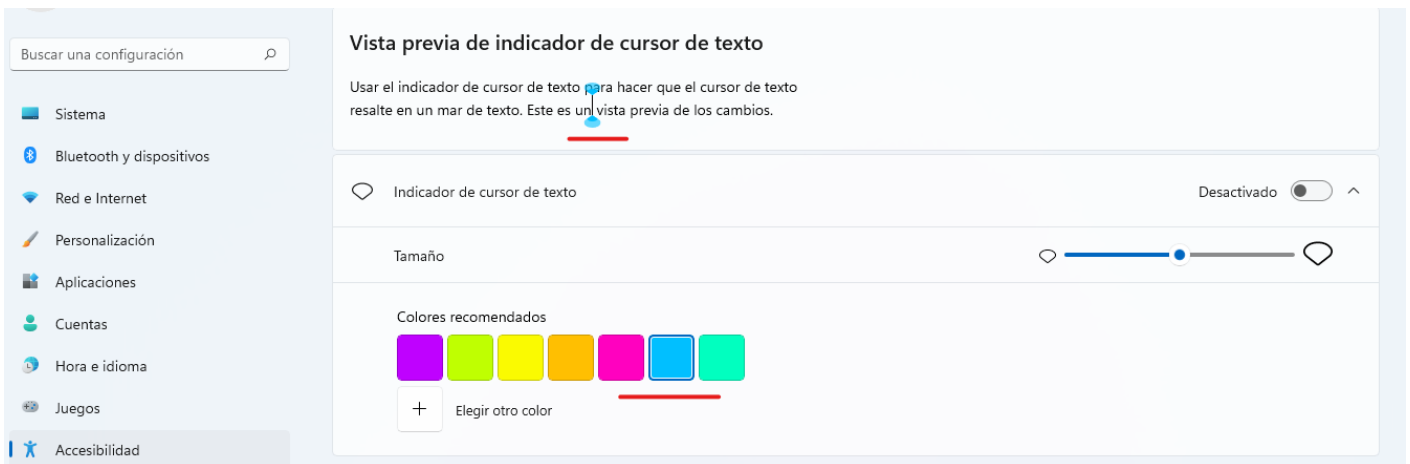 Buscar una configuración
Sistema
Bluetooth y dispositivos
Red e Internet
Personalización
Aplicaciones
Cuentas
Hora e idioma
Juegos
Accesibilidad
Vista previa de indicador de cursor de texto
Usar el indicador de cursor de texto para hacer que el cursor de texto
resalte en un mar de texto. Este es un vista previa de los cambios.
Indicador de cursor de texto
Desactivado
Tamaño
Colores recomendados
Elegir otro color